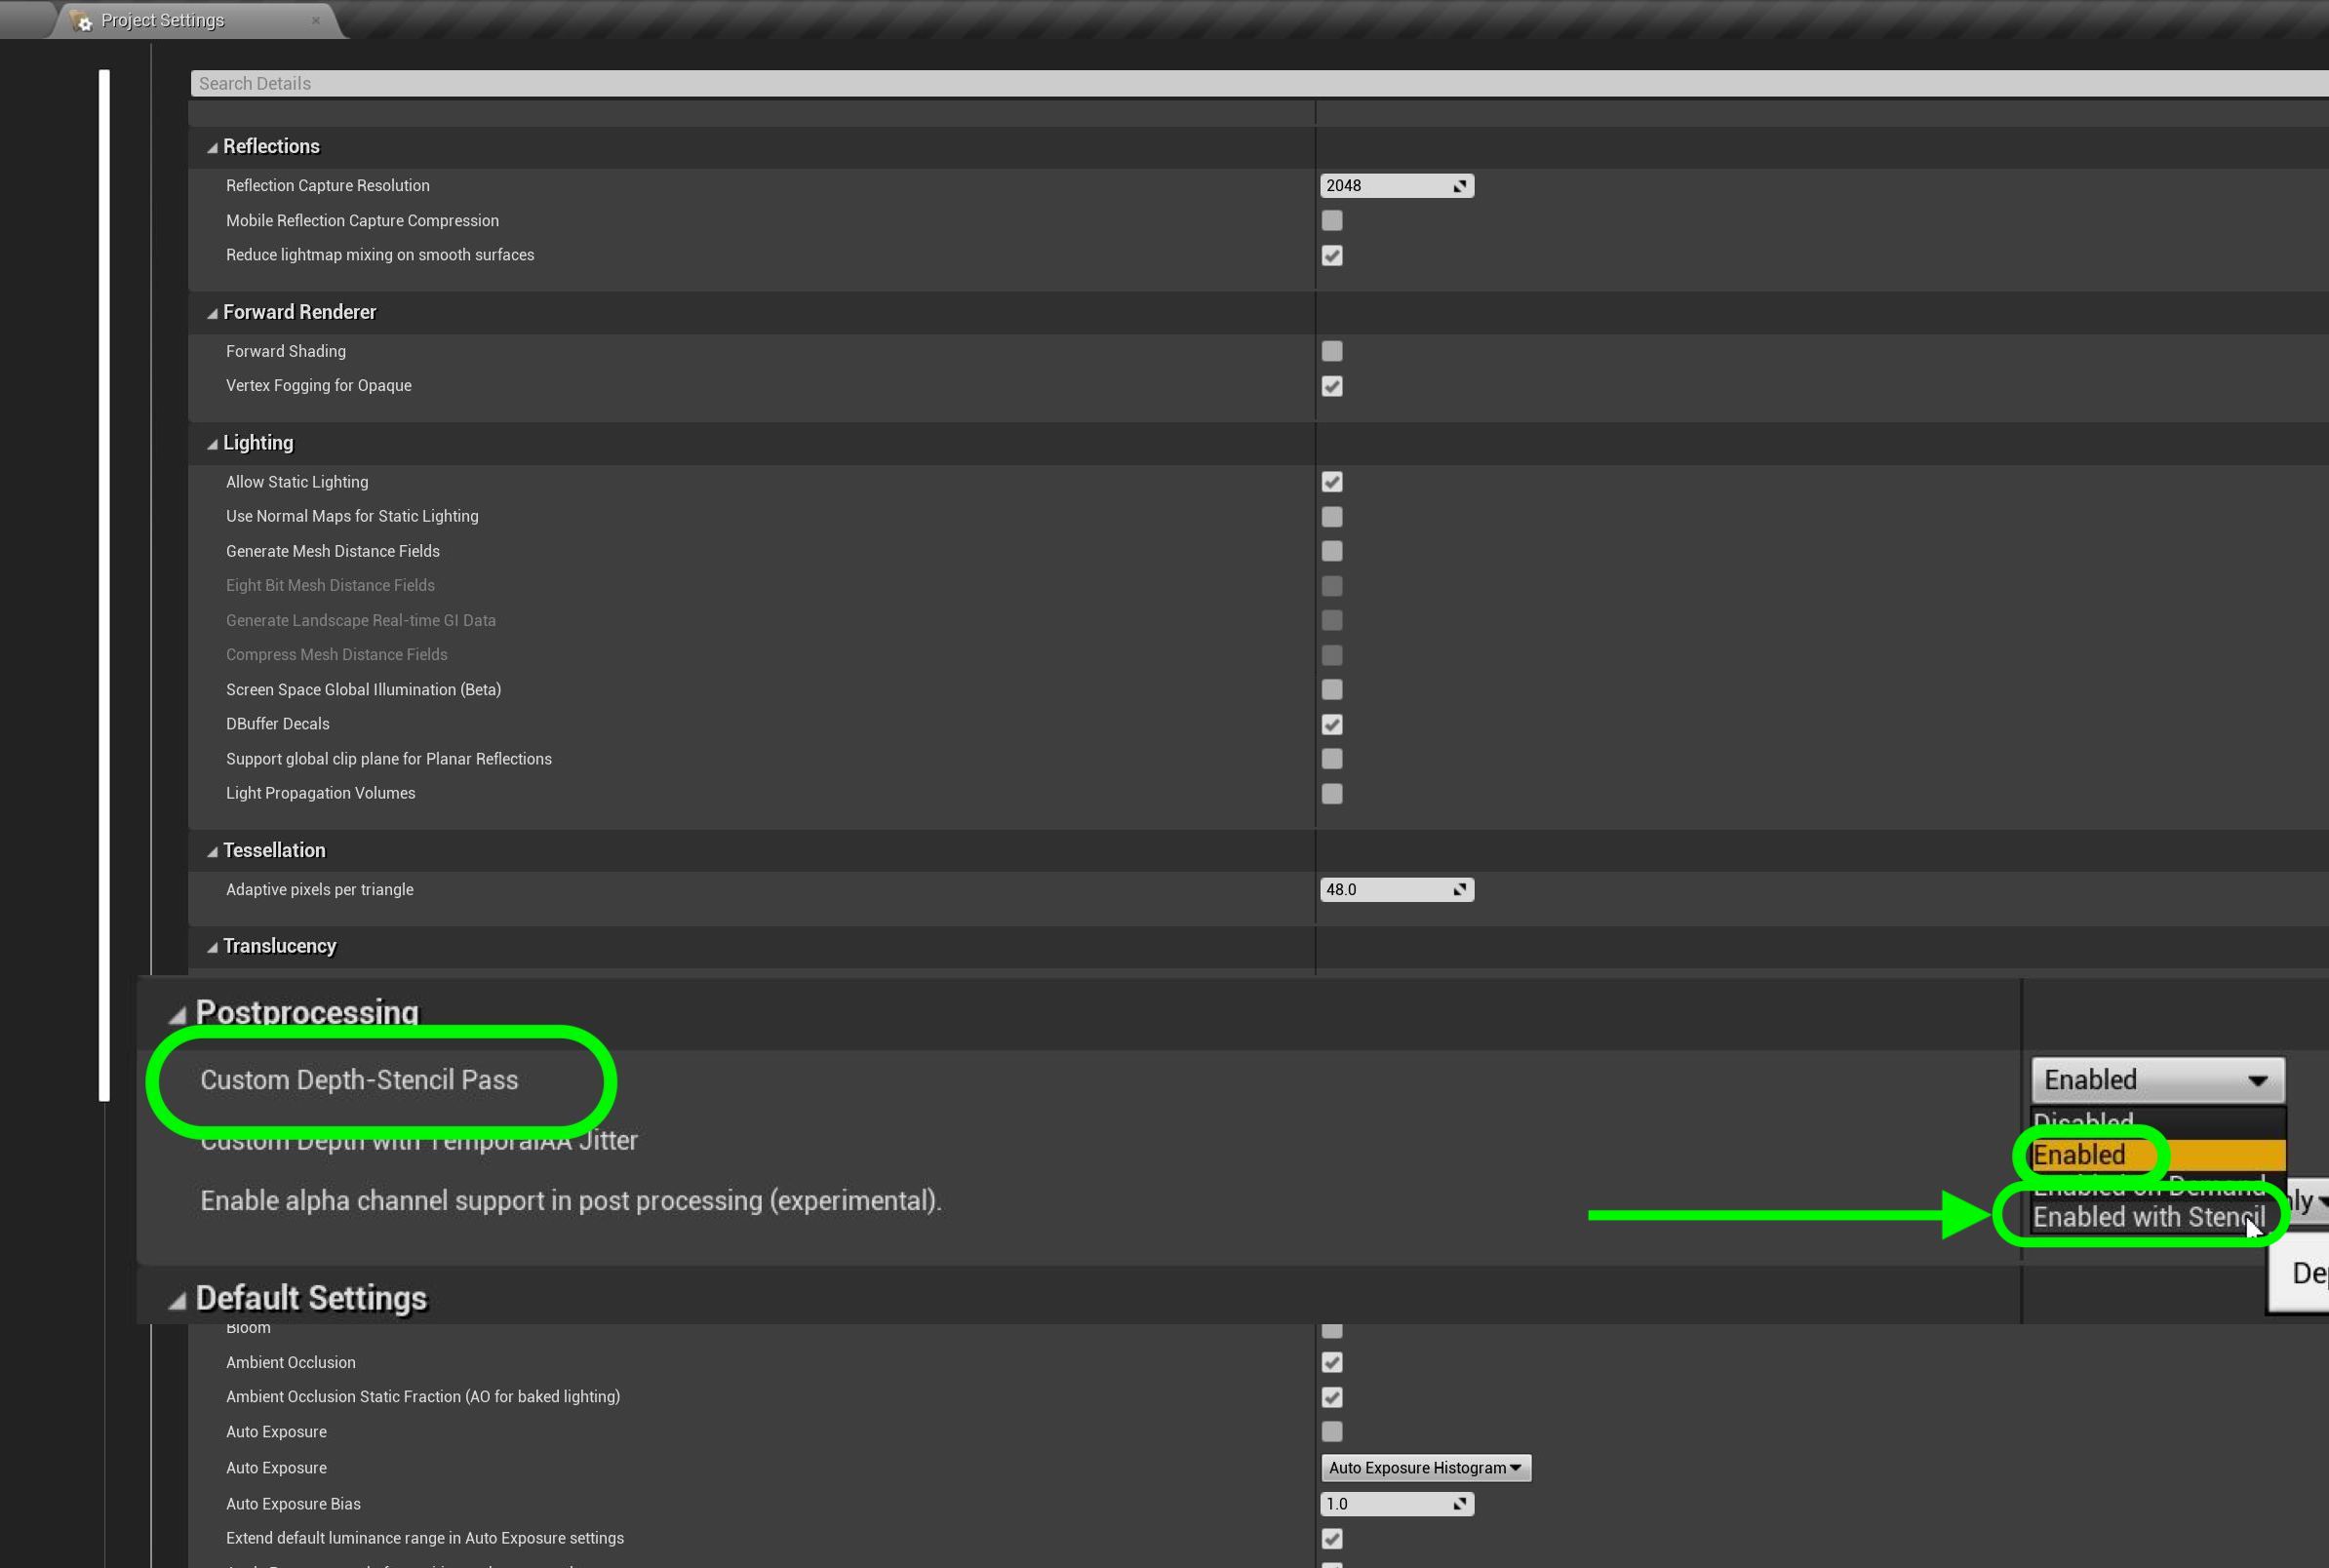 Project Settings
Search Details
Reflections
Reflection Capture Resolution 2048
Mobile Reflection Capture Compression
Reduce lightmap mixing on smooth surfaces
Forward Renderer
Forward Shading
Vertex Fogging for Opaque
Lighting
Allow Static Lighting
Use Normal Maps for Static Lighting
Generate Mesh Distance Fields
Eight Bit Mesh Distance Fields
Generate Landscape Real-time GI Data
Compress Mesh Distance Fields
Screen Space Global Illumination (Beta)
DBuffer Decals
Support global clip plane for Planar Reflections
Light Propagation Volumes
Tessellation
Adaptive pixels per triangle 48.0
Translucency
Postprocessing
Custom Depth-Stencil Pass Enabled
Disabled
Custom Depth with TemporalAA Jitter
Enabled
Enabled on Demand
Enable alpha channel support in post processing (experimental).
Enabled with Stencil
Default Settings
Bloom
Ambient Occlusion
Ambient Occlusion Static Fraction (AO for baked lighting)
Auto Exposure
Auto Exposure Auto Exposure Histogram
Auto Exposure Bias 1.0
Extend default luminance range in Auto Exposure settings